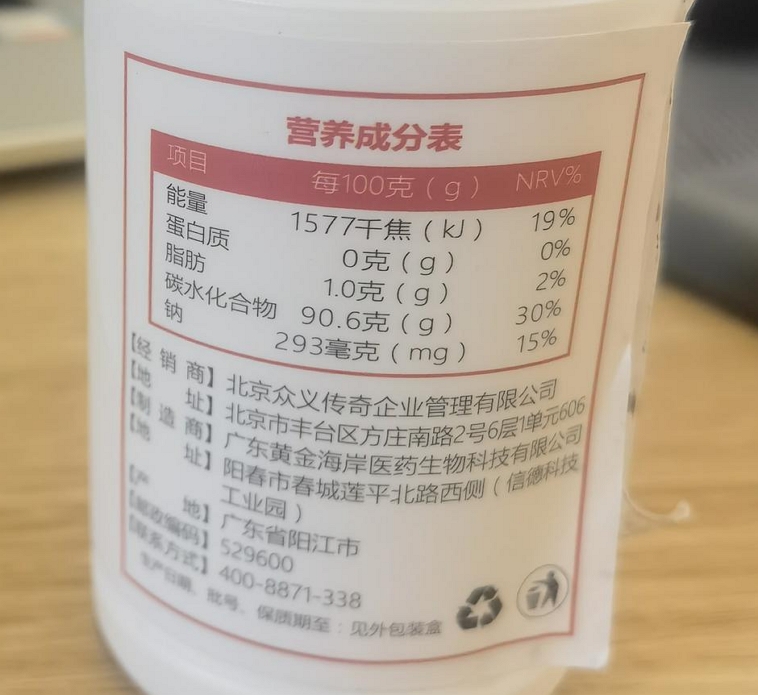 营养成分表
项目 每100克(g) NRV%
能量 1577千焦(kJ) 19%
蛋白质 0克(g) 0%
脂肪 1.0克(g) 2%
碳水化合物 90.6克(g) 30%
钠 293毫克(mg) 15%
【经销商】北京众义传奇企业管理有限公司
【地址】北京市丰台区方庄南路2号6层1单元606
【制造商】广东黄金海岸医药生物科技有限公司
【地址】阳春市春城莲平北路西侧(信德科技
工业园)
【产地】广东省阳江市
【邮政编码】529600
【联系方式】400-8871-338
生产日期、批号、保质期至:见外包装盒